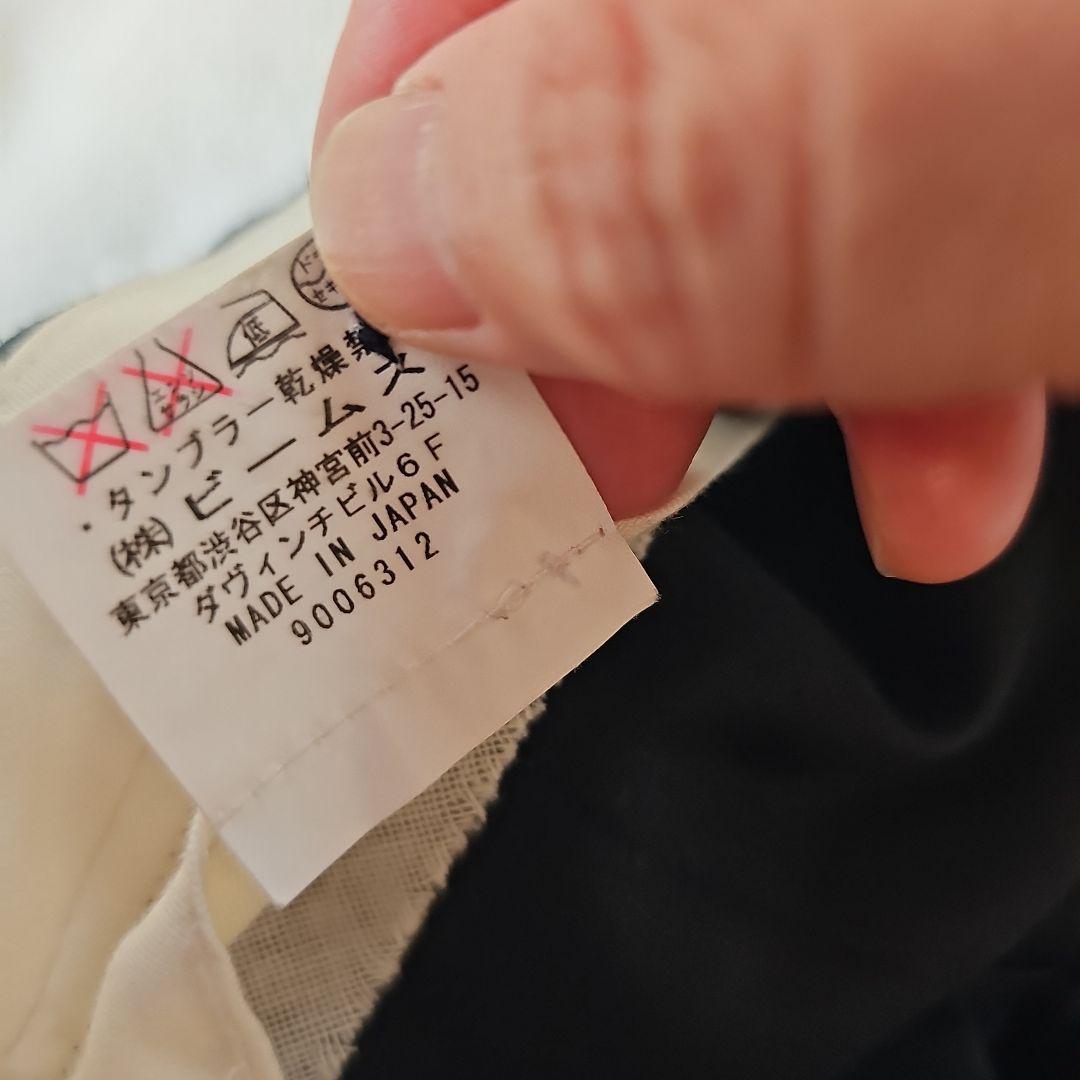 低
・タンブラー乾燥禁
(株)ビームス
東京都渋谷区神宮前3-25-15
ダヴィンチビル6F
MADE IN JAPAN
9006312